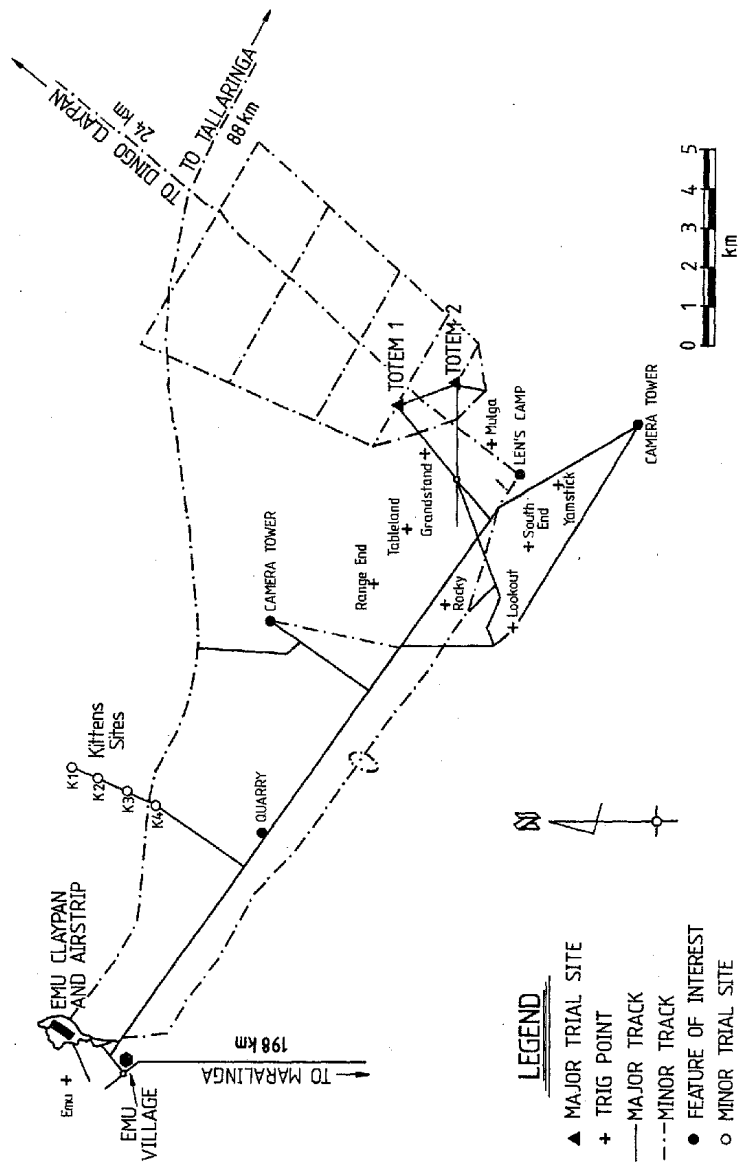 Emu
EMU CLAYPAN
AND AIRSTRIP
EMU
VILLAGE
TO MARALINGA
198 km
K1
K2
K3
K4
Kittens
Sites
QUARRY
CAMERA TOWER
Range End
Tableland
Grandstand
Rocky
Lookout
South
End
Yamstick
Mulga
LEN'S CAMP
CAMERA TOWER
TOTEM 1
TOTEM 2
TO DINGO CLAYPAN
24 km
TO TALLARINGA
88 km
N
0 1 2 3 4 5
km
LEGEND
MAJOR TRIAL SITE
TRIG POINT
MAJOR TRACK
MINOR TRACK
FEATURE OF INTEREST
MINOR TRIAL SITE